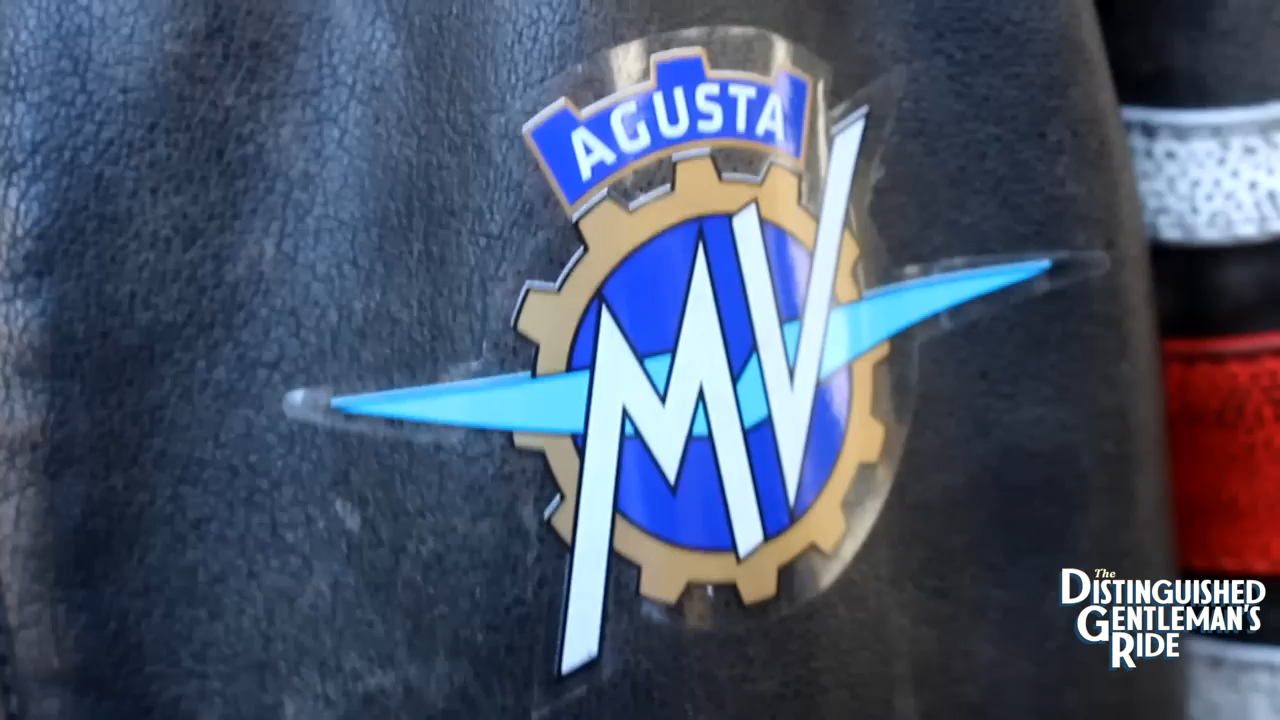 AGUSTA
MV
The
DISTINGUISHED
GENTLEMAN'S
RIDE